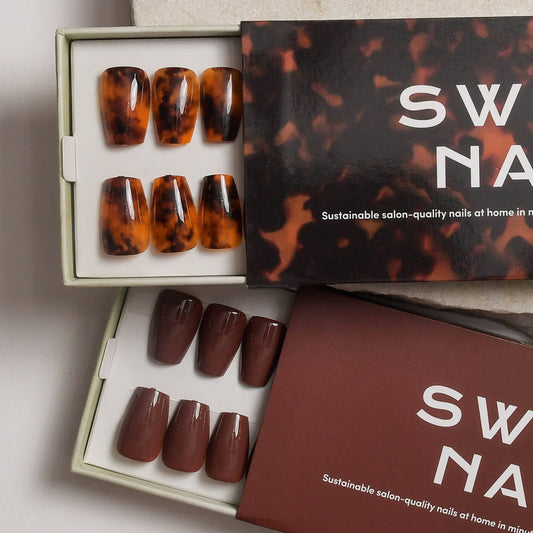 SW
NA
Sustainable salon-quality nails at home in
SW
NA
Sustainable salon-quality nails at home in